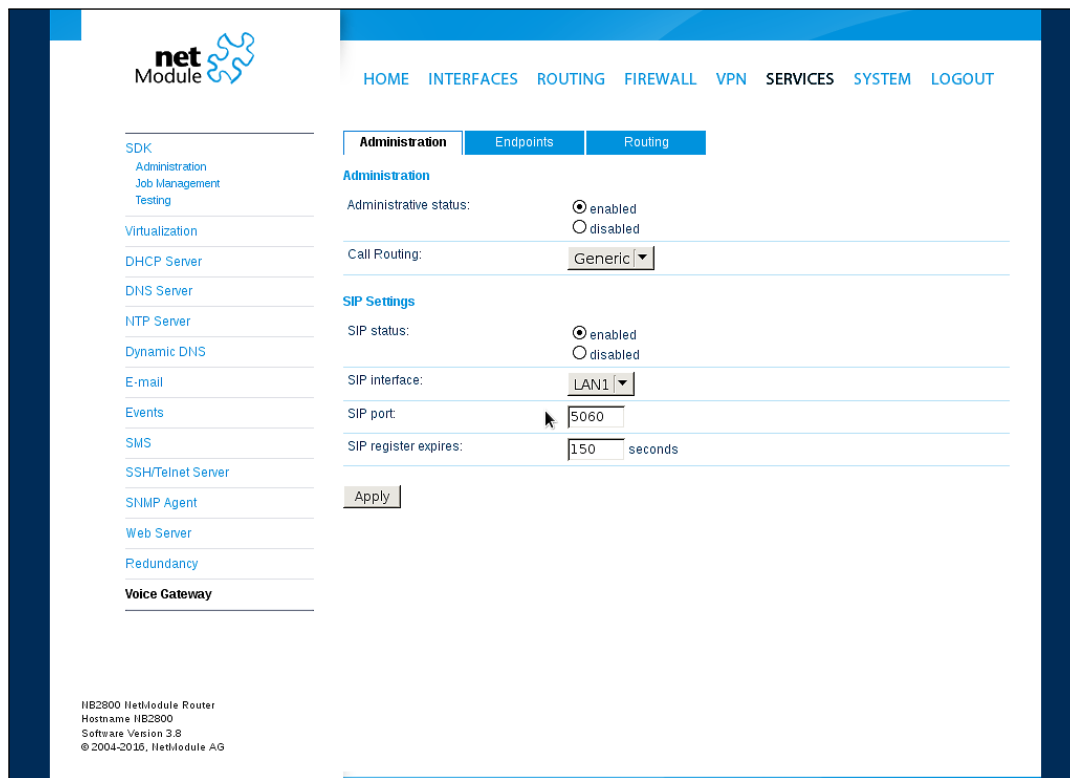 net
Module
HOME INTERFACES ROUTING FIREWALL VPN SERVICES SYSTEM LOGOUT
SDK
Administration
Job Management
Testing
Virtualization
DHCP Server
DNS Server
NTP Server
Dynamic DNS
E-mail
Events
SMS
SSH/Telnet Server
SNMP Agent
Web Server
Redundancy
Voice Gateway
Administration Endpoints Routing
Administration
Administrative status:
enabled
disabled
Call Routing: Generic
SIP Settings
SIP status:
enabled
disabled
SIP interface: LAN1
SIP port: 5060
SIP register expires: 150 seconds
Apply
NB2800 NetModule Router
Hostname NB2800
Software Version 3.8
© 2004-2016, NetModule AG